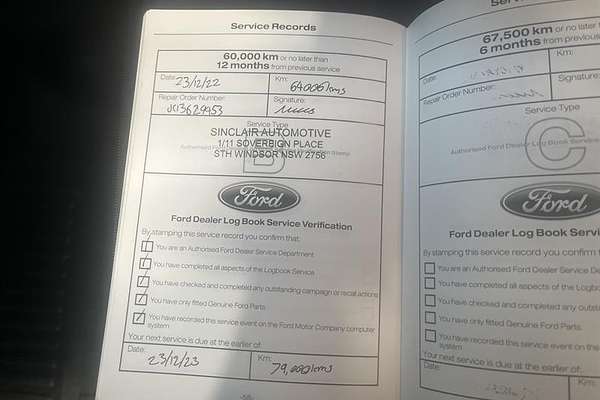 Service Records
60,000 km or no later than
12 months from previous service
Date: 23/12/22
Km: 64000kms
Repair Order Number: JC13629453
Signature:
Service Type
B
SINCLAIR AUTOMOTIVE
1/11 SOVEREIGN PLACE
STH WINDSOR NSW 2756
Ford
Ford Dealer Log Book Service Verification
By stamping this service record you confirm that:
You are an Authorised Ford Dealer Service Department
You have completed all aspects of the Logbook Service
You have checked and completed any outstanding campaign or recall actions
You have only fitted Genuine Ford Parts
You have recorded this service event on the Ford Motor Company computer
system
Your next service is due at the earlier of:
Date: 23/12/23
Km: 79,000kms
67,500 km or no later
6 months from previous
Date:
Km:
Repair Order Number:
Signature:
Service Type
C
Authorised Ford Dealer
Ford
Ford Dealer Log Book Serv
By stamping this service record you confirm
You are an Authorised Ford Dealer Service De
You have completed all aspects of the Logbo
You have checked and completed any outst
You have only fitted Genuine Ford Parts
You have recorded this service event on the
system
Your next service is due at the earlier of:
Date: